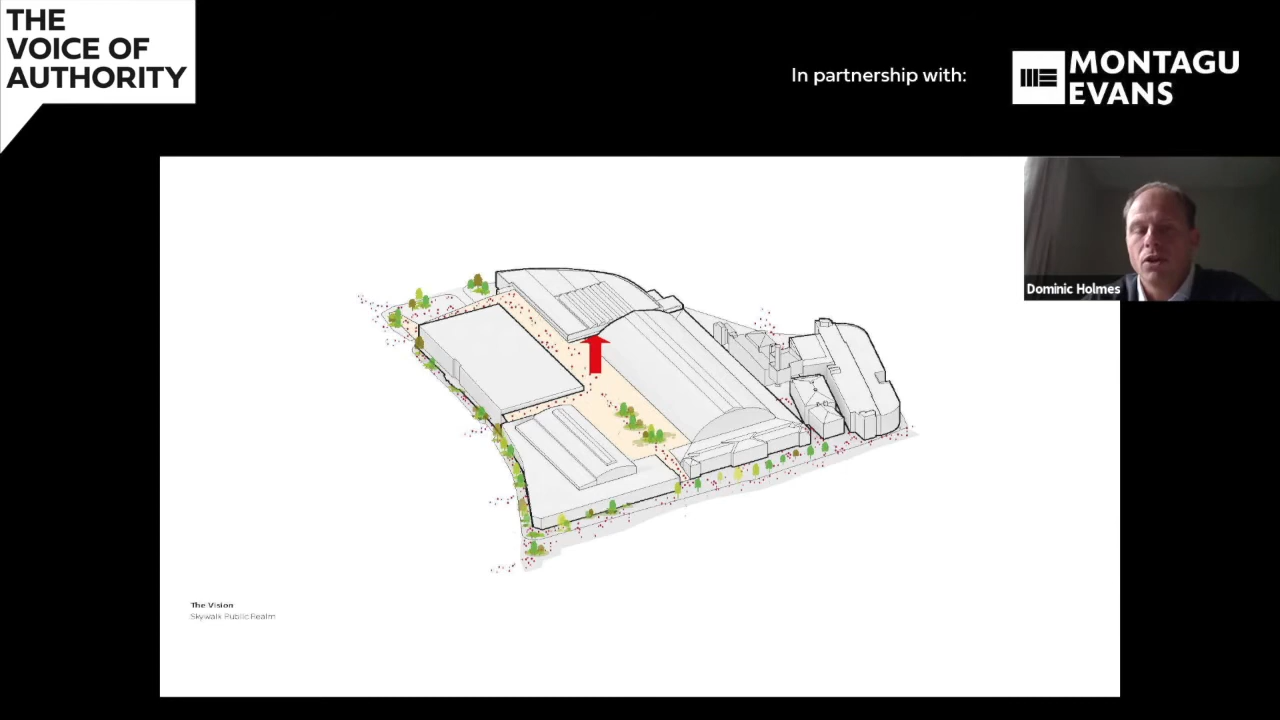 THE
VOICE OF
AUTHORITY
In partnership with:
MONTAGU
EVANS
Dominic Holmes
The Vision
Skywalk Public Realm